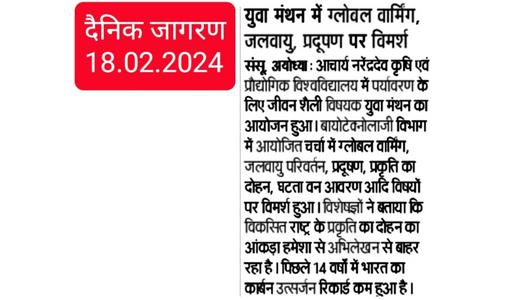 दैनिक जागरण
18.02.2024
युवा मंथन में ग्लोवल वार्मिंग,
जलवायु, प्रदूषण पर विमर्श
संसू, अयोध्या : आचार्य नरेंद्रदेव कृषि एवं
प्रौद्योगिक विश्वविद्यालय में पर्यावरण के
लिए जीवन शैली विषयक युवा मंथन का
आयोजन हुआ। बायोटेक्नोलाजी विभाग
में आयोजित चर्चा में ग्लोबल वार्मिंग,
जलवायु परिवर्तन, प्रदूषण, प्रकृति का
दोहन, घटता वन आवरण आदि विषयों
पर विमर्श हुआ। विशेषज्ञों ने बताया कि
विकसित राष्ट्र के प्रकृति का दोहन का
आंकड़ा हमेशा से अभिलेखन से बाहर
रहा है। पिछले 14 वर्षों में भारत का
कार्बन उत्सर्जन रिकार्ड कम हुआ है।